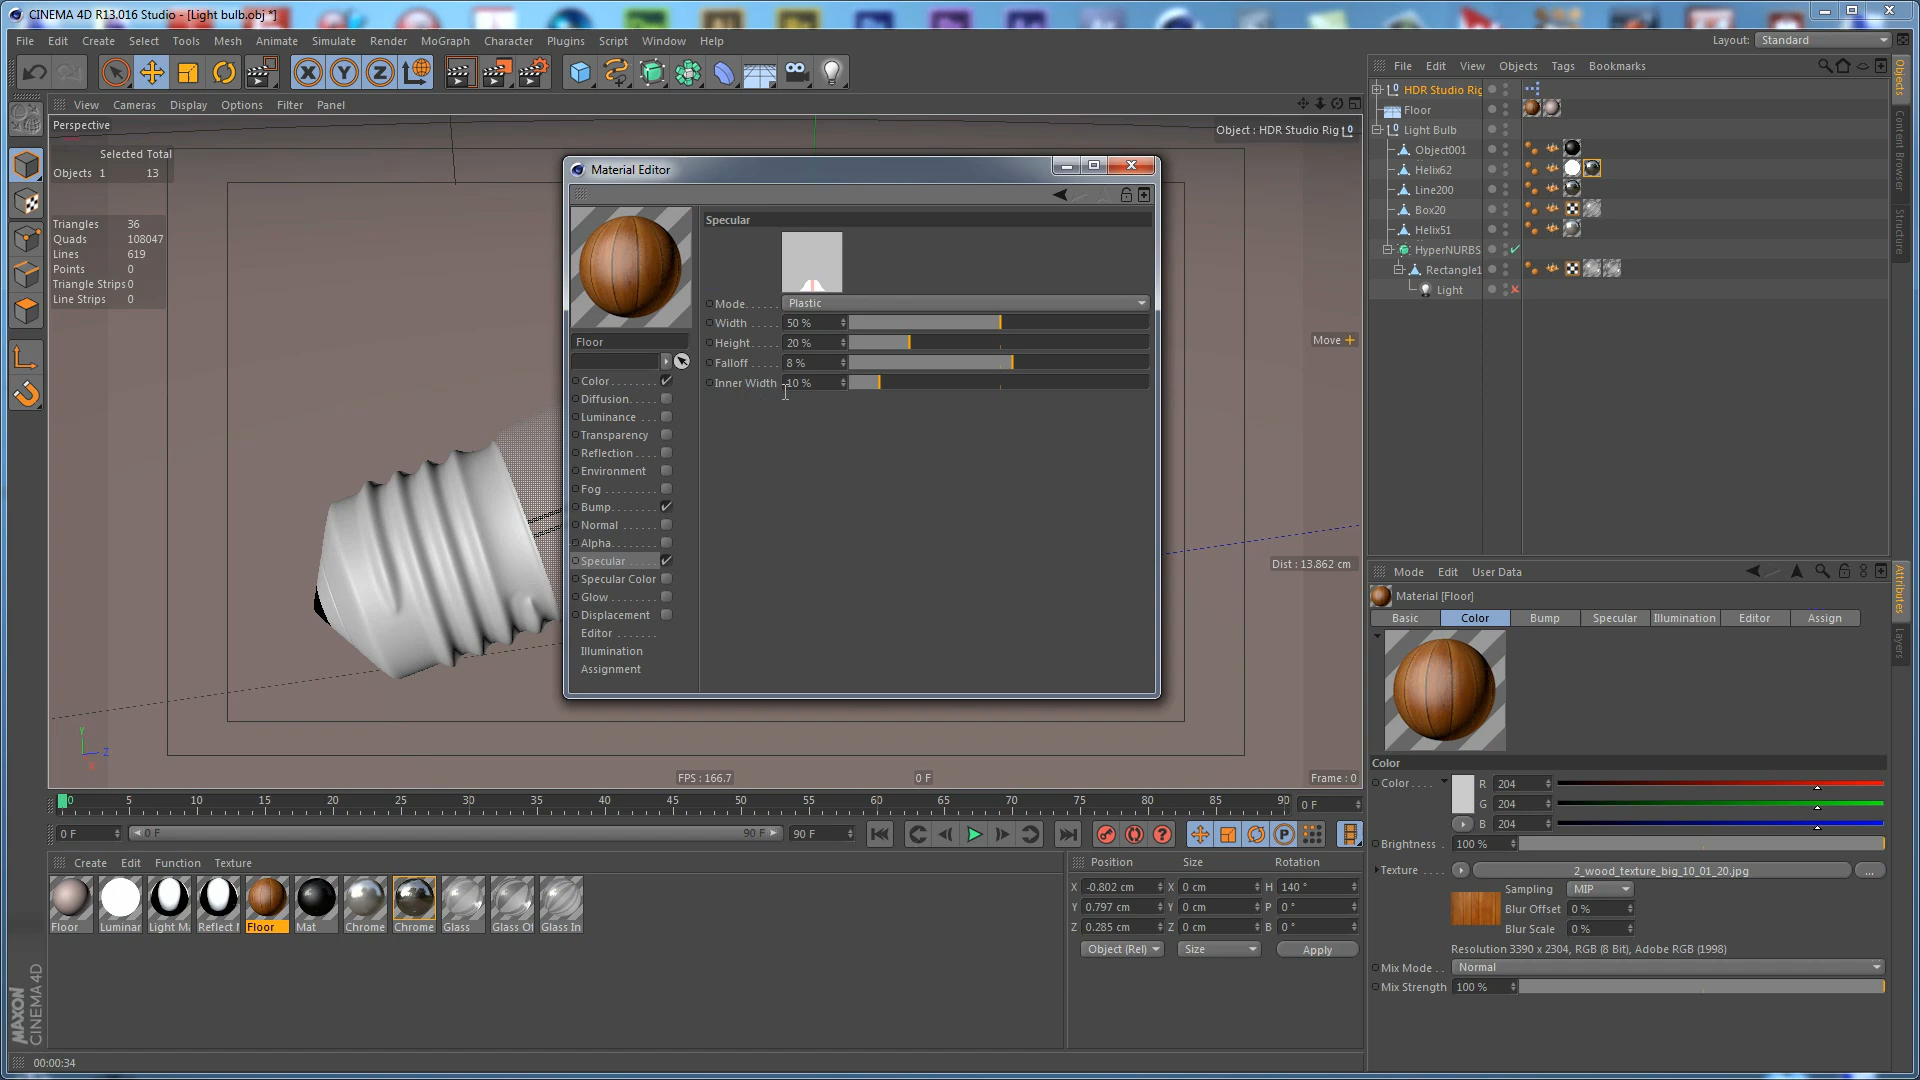 CINEMA 4D R13.016 Studio - [Light bulb.obj *]
File Edit Create Select Tools Mesh Animate Simulate Render MoGraph Character Plugins Script Window Help
Layout: Standard
File Edit View Objects Tags Bookmarks
View Cameras Display Options Filter Panel
Perspective
Object : HDR Studio Rig
Selected Total
Objects 1 13
Triangles 36
Quads 108047
Lines 619
Points 0
Triangle Strips 0
Line Strips 0
Move
Dist : 13.862 cm
FPS : 166.7
0 F
Frame : 0
Y
Z
X
Material Editor
Floor
Color
Diffusion
Luminance
Transparency
Reflection
Environment
Fog
Bump
Normal
Alpha
Specular
Specular Color
Glow
Displacement
Editor
Illumination
Assignment
Specular
Mode Plastic
Width 50 %
Height 20 %
Falloff 8 %
Inner Width 10 %
HDR Studio Rig
Floor
Light Bulb
Object001
Helix62
Line200
Box20
Helix51
HyperNURBS
Rectangle1
Light
Objects
Content Browser
Structure
Attributes
Layers
Mode Edit User Data
Material [Floor]
Basic Color Bump Specular Illumination Editor Assign
Color
Color R 204
G 204
B 204
Brightness 100 %
Texture 2_wood_texture_big_10_01_20.jpg ...
Sampling MIP
Blur Offset 0 %
Blur Scale 0 %
Resolution 3390 x 2304, RGB (8 Bit), Adobe RGB (1998)
Mix Mode Normal
Mix Strength 100 %
0 5 10 15 20 25 30 35 40 45 50 55 60 65 70 75 80 85 90 0 F
0 F 0 F 90 F 90 F
Create Edit Function Texture
Floor Luminar Light Ma Reflect M Floor Mat Chrome Chrome Glass Glass O Glass In
Position Size Rotation
X -0.802 cm X 0 cm H 140 °
Y 0.797 cm Y 0 cm P 0 °
Z 0.285 cm Z 0 cm B 0 °
Object (Rel) Size Apply
MAXON
CINEMA 4D
00:00:34